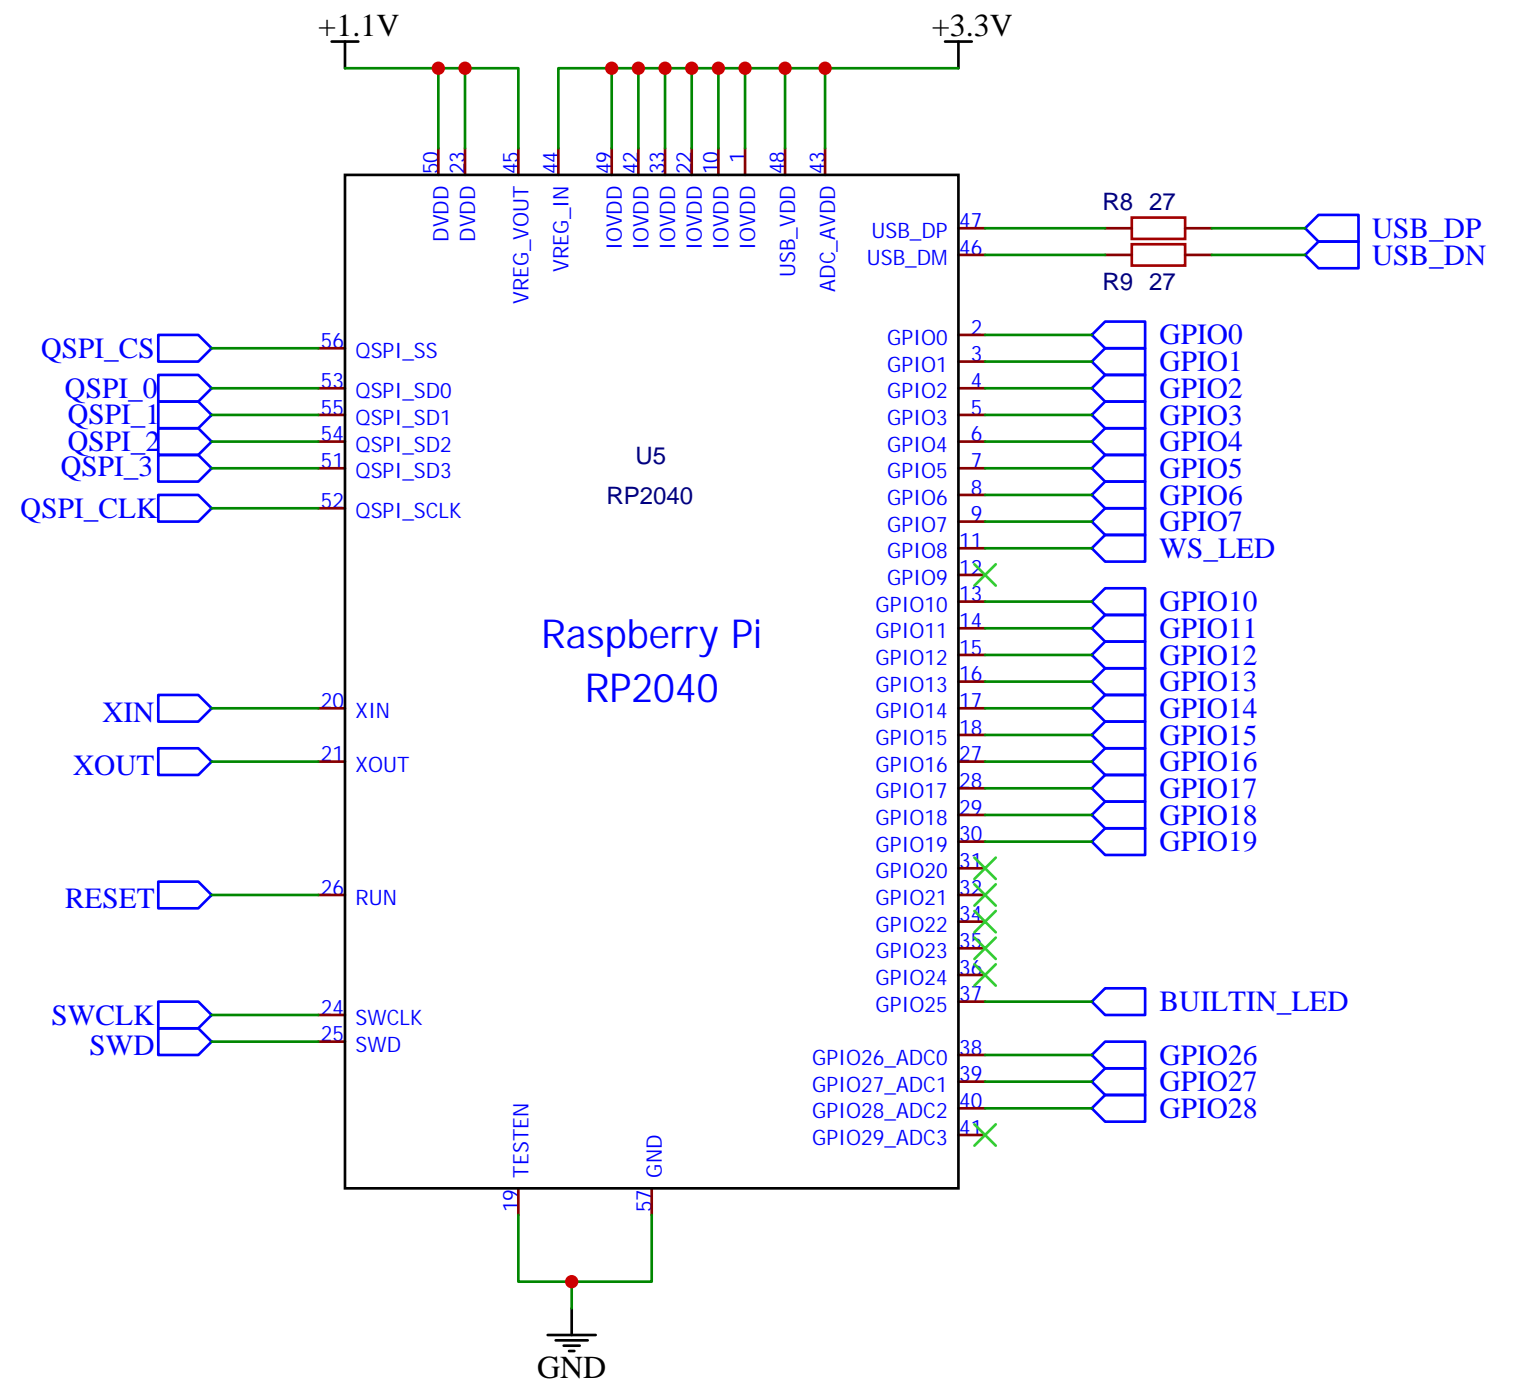 +1.1V
+3.3V
50
23
45
44
49
42
33
22
10
1
48
43
DVDD
DVDD
VREG_VOUT
VREG_IN
IOVDD
IOVDD
IOVDD
IOVDD
IOVDD
IOVDD
USB_VDD
ADC_AVDD
R8 27
USB_DP 47 USB_DP
USB_DM 46 USB_DN
R9 27
QSPI_CS 56 QSPI_SS
QSPI_0 53 QSPI_SD0
QSPI_1 55 QSPI_SD1
QSPI_2 54 QSPI_SD2
QSPI_3 51 QSPI_SD3
QSPI_CLK 52 QSPI_SCLK
XIN 20 XIN
XOUT 21 XOUT
RESET 26 RUN
SWCLK 24 SWCLK
SWD 25 SWD
U5
RP2040
Raspberry Pi
RP2040
GPIO0 2 GPIO0
GPIO1 3 GPIO1
GPIO2 4 GPIO2
GPIO3 5 GPIO3
GPIO4 6 GPIO4
GPIO5 7 GPIO5
GPIO6 8 GPIO6
GPIO7 9 GPIO7
GPIO8 11 WS_LED
GPIO9 12
GPIO10 13 GPIO10
GPIO11 14 GPIO11
GPIO12 15 GPIO12
GPIO13 16 GPIO13
GPIO14 17 GPIO14
GPIO15 18 GPIO15
GPIO16 27 GPIO16
GPIO17 28 GPIO17
GPIO18 29 GPIO18
GPIO19 30 GPIO19
GPIO20 31
GPIO21 32
GPIO22 34
GPIO23 35
GPIO24 36
GPIO25 37 BUILTIN_LED
GPIO26_ADC0 38 GPIO26
GPIO27_ADC1 39 GPIO27
GPIO28_ADC2 40 GPIO28
GPIO29_ADC3 41
TESTEN
GND
19
57
GND